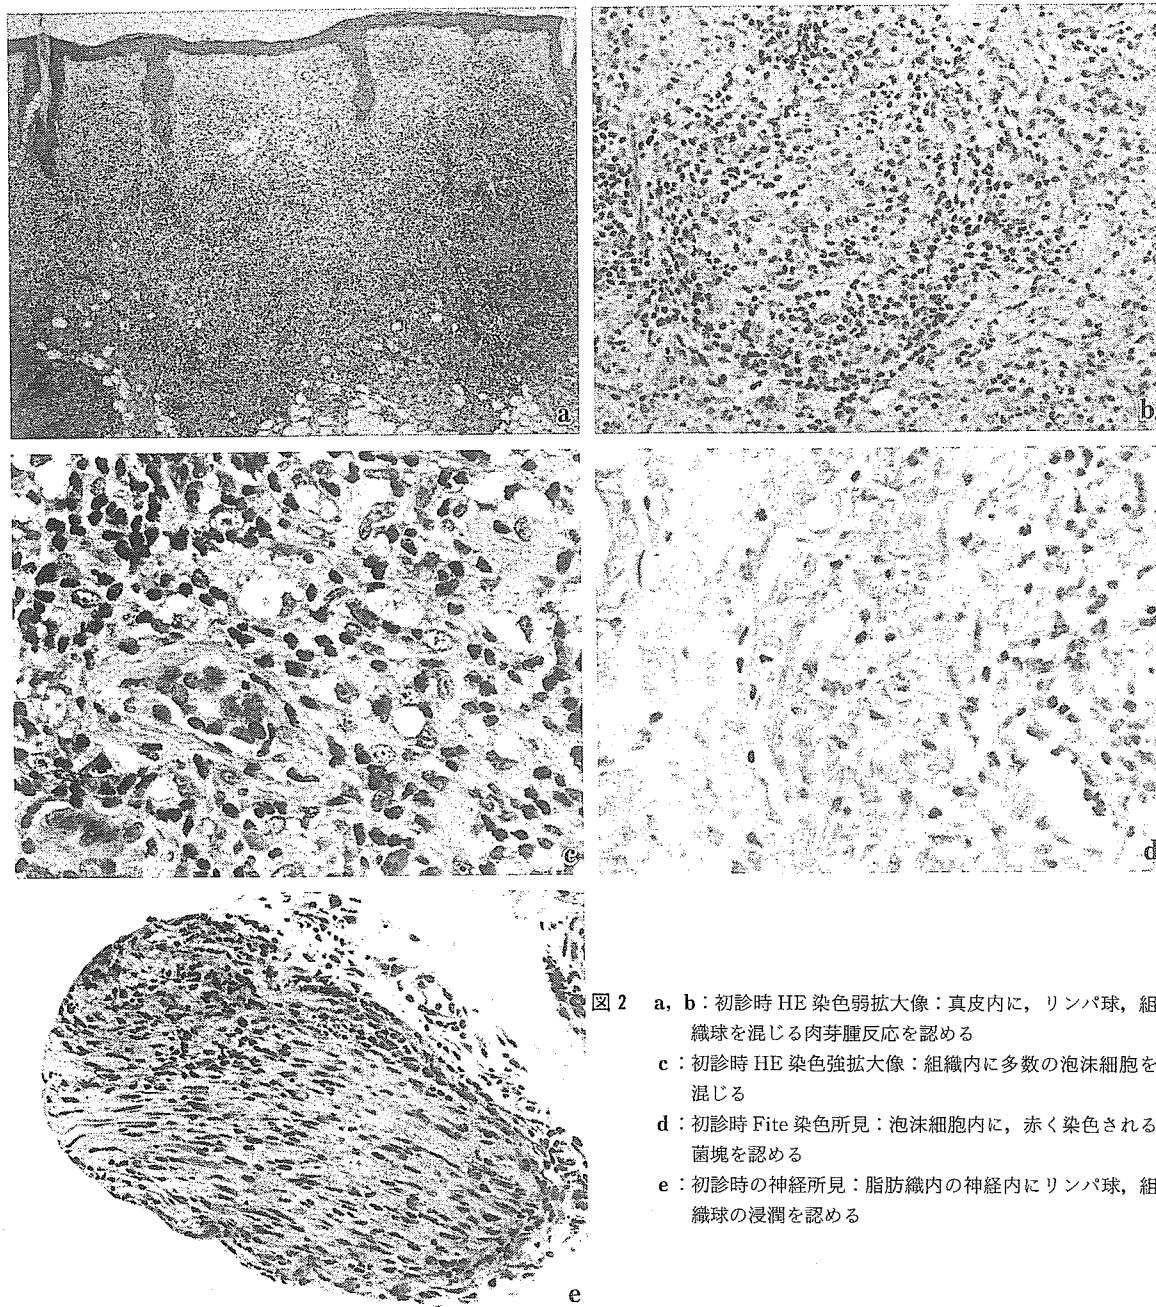 a
b
c
d
e
図2 a, b：初診時 HE 染色弱拡大像：真皮内に，リンパ球，組
織球を混じる肉芽腫反応を認める
c：初診時 HE 染色強拡大像：組織内に多数の泡沫細胞を
混じる
d：初診時 Fite 染色所見：泡沫細胞内に，赤く染色される
菌塊を認める
e：初診時の神経所見：脂肪織内の神経内にリンパ球，組
織球の浸潤を認める